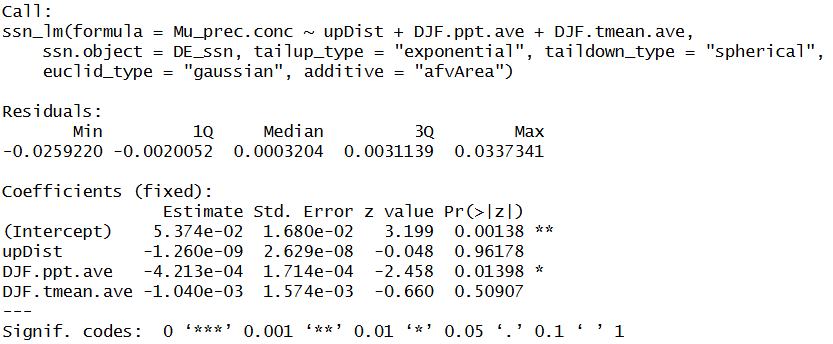 Call:
ssn_lm(formula = Mu_prec.conc ~ upDist + DJF.ppt.ave + DJF.tmean.ave,
    ssn.object = DE_ssn, tailup_type = "exponential", taildown_type = "spherical",
    euclid_type = "gaussian", additive = "afvArea")

Residuals:
       Min         1Q     Median         3Q        Max
-0.0259220 -0.0020052  0.0003204  0.0031139  0.0337341

Coefficients (fixed):
                Estimate Std. Error z value Pr(>|z|)
(Intercept)    5.374e-02  1.680e-02   3.199  0.00138 **
upDist        -1.260e-09  2.629e-08  -0.048  0.96178
DJF.ppt.ave   -4.213e-04  1.714e-04  -2.458  0.01398 *
DJF.tmean.ave -1.040e-03  1.574e-03  -0.660  0.50907
---
Signif. codes:  0 ‘***’ 0.001 ‘**’ 0.01 ‘*’ 0.05 ‘.’ 0.1 ‘ ’ 1